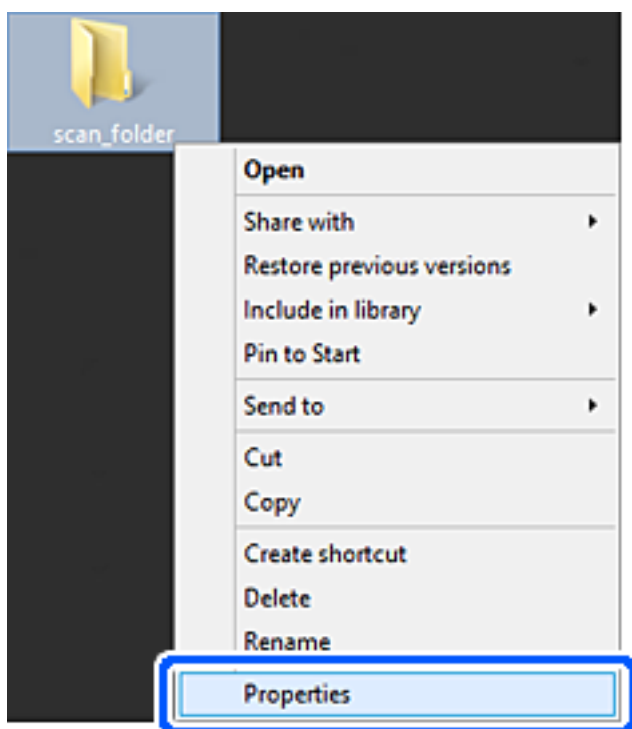 scan_folder
Open
Share with
Restore previous versions
Include in library
Pin to Start
Send to
Cut
Copy
Create shortcut
Delete
Rename
Properties